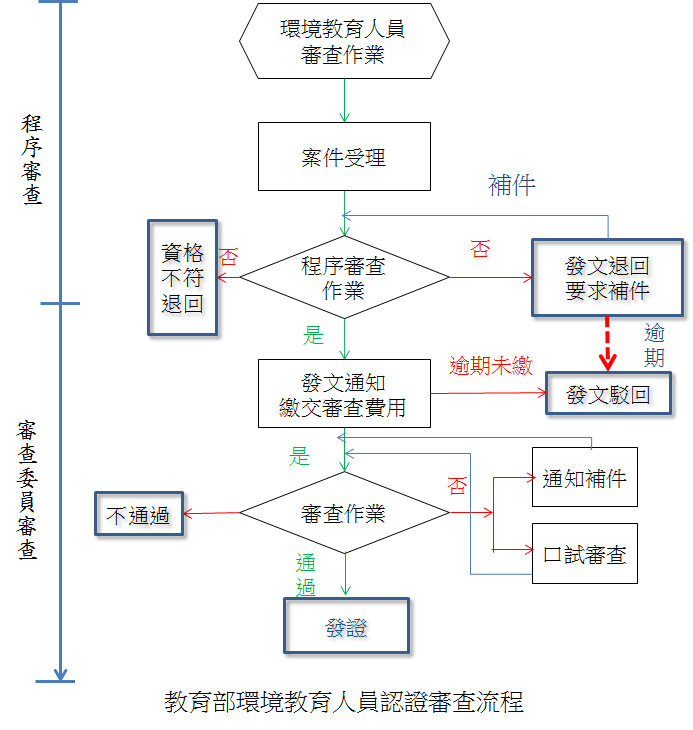 環境教育人員
審查作業
程序審查
案件受理
補件
資格
不符
退回
否
程序審查
作業
否
發文退回
要求補件
是
逾期
發文通知
繳交審查費用
逾期未繳
發文駁回
審查委員審查
是
不通過
審查作業
否
通知補件
口試審查
通過
發證
教育部環境教育人員認證審查流程